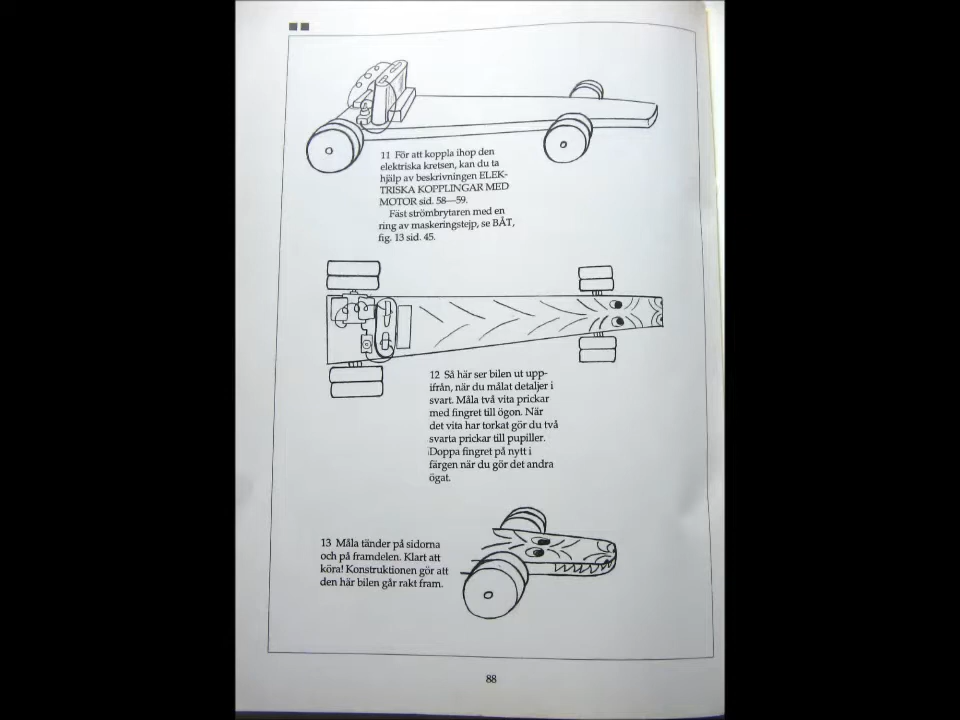 11 För att koppla ihop den
elektriska kretsen, kan du ta
hjälp av beskrivningen ELEK-
TRISKA KOPPLINGAR MED
MOTOR sid. 58—59.
Fäst strömbrytaren med en
ring av maskeringstejp, se BÅT,
fig. 13 sid. 45.
12 Så här ser bilen ut upp-
ifrån, när du målat detaljer i
svart. Måla två vita prickar
med fingret till ögon. När
det vita har torkat gör du två
svarta prickar till pupiller.
Doppa fingret på nytt i
färgen när du gör det andra
ögat.
13 Måla tänder på sidorna
och på framdelen. Klart att
köra! Konstruktionen gör att
den här bilen går rakt fram.
88